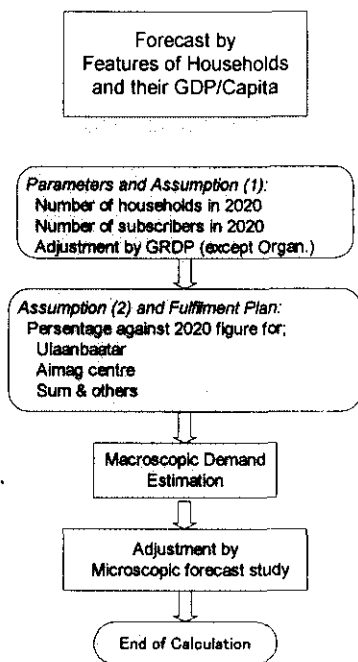 Forecast by
Features of Households
and their GDP/Capita
Parameters and Assumption (1):
Number of households in 2020
Number of subscribers in 2020
Adjustment by GRDP (except Organ.)
Assumption (2) and Fulfilment Plan:
Persentage against 2020 figure for;
Ulaanbaatar
Aimag centre
Sum & others
Macroscopic Demand
Estimation
Adjustment by
Microscopic forecast study
End of Calculation